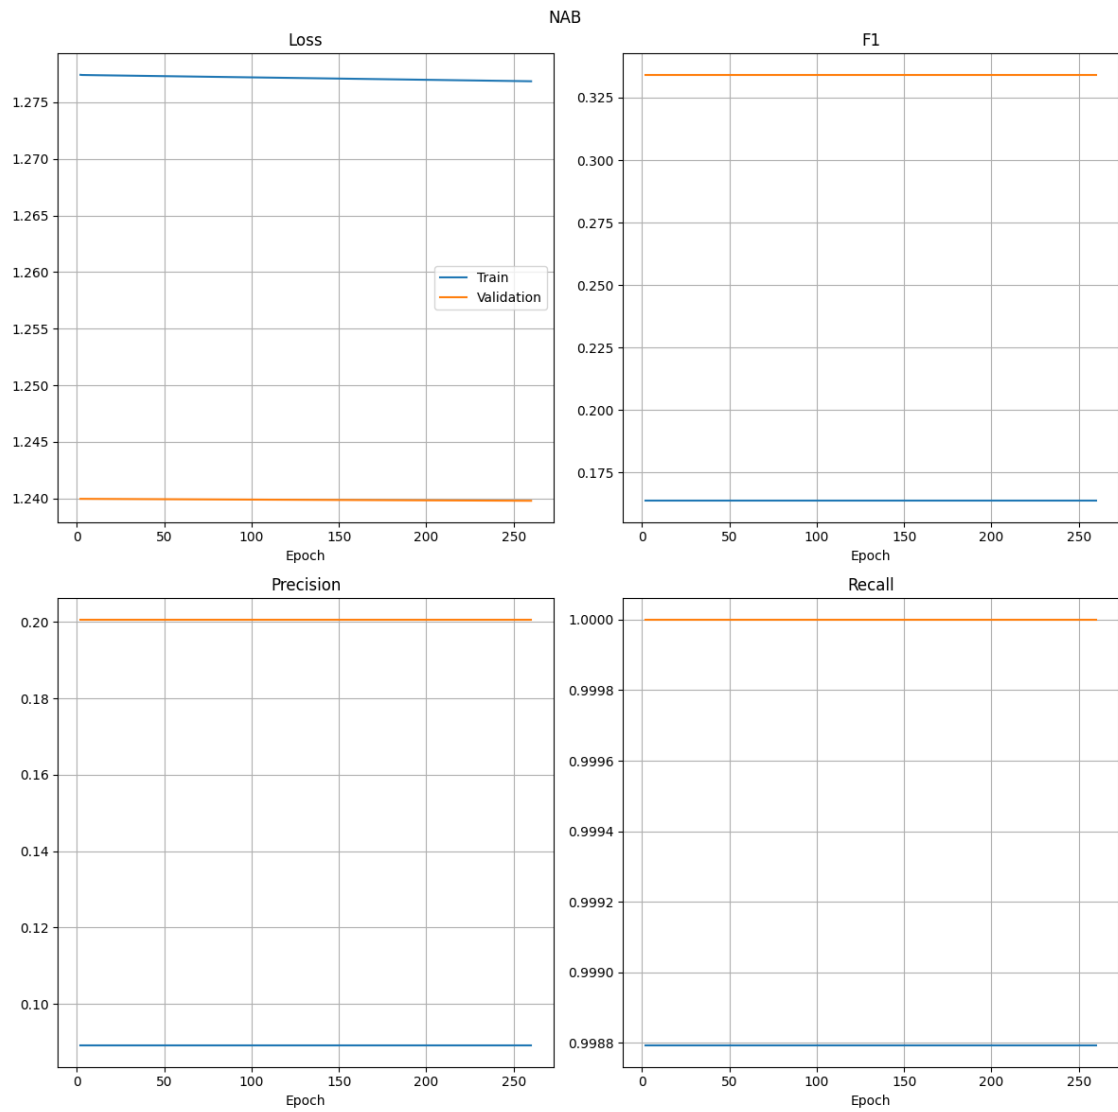 NAB
Loss
1.275
1.270
1.265
1.260
1.255
1.250
1.245
1.240
0 50 100 150 200 250
Epoch
Train
Validation
F1
0.325
0.300
0.275
0.250
0.225
0.200
0.175
0 50 100 150 200 250
Epoch
Precision
0.20
0.18
0.16
0.14
0.12
0.10
0 50 100 150 200 250
Epoch
Recall
1.0000
0.9998
0.9996
0.9994
0.9992
0.9990
0.9988
0 50 100 150 200 250
Epoch